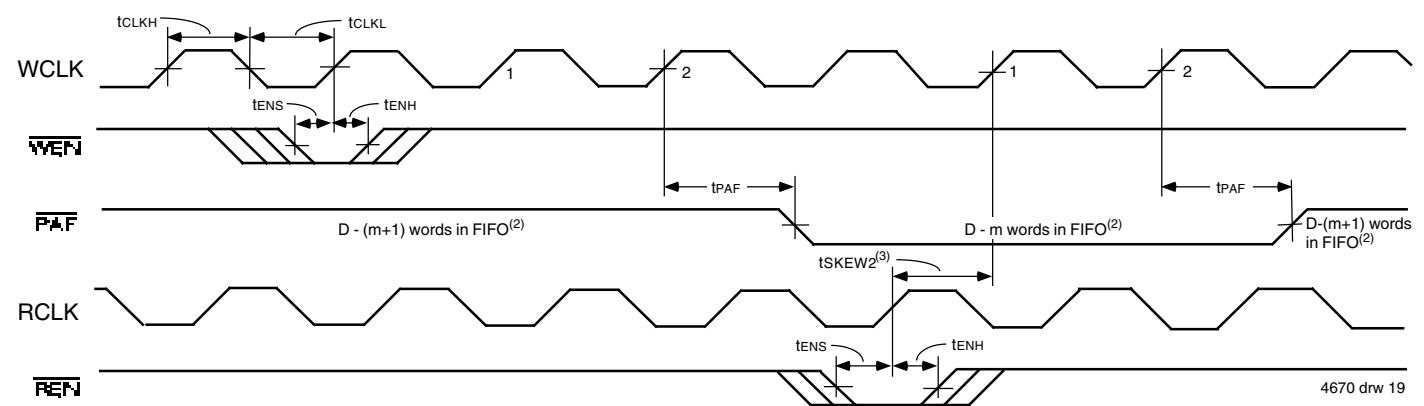 tCLKH
tCLKL
WCLK
1
2
1
2
tENS
tENH
WEN
tPAF
tPAF
PAF
D - (m+1) words in FIFO(2)
D - m words in FIFO(2)
D-(m+1) words
in FIFO(2)
tSKEW2(3)
RCLK
tENS
tENH
REN
4670 drw 19